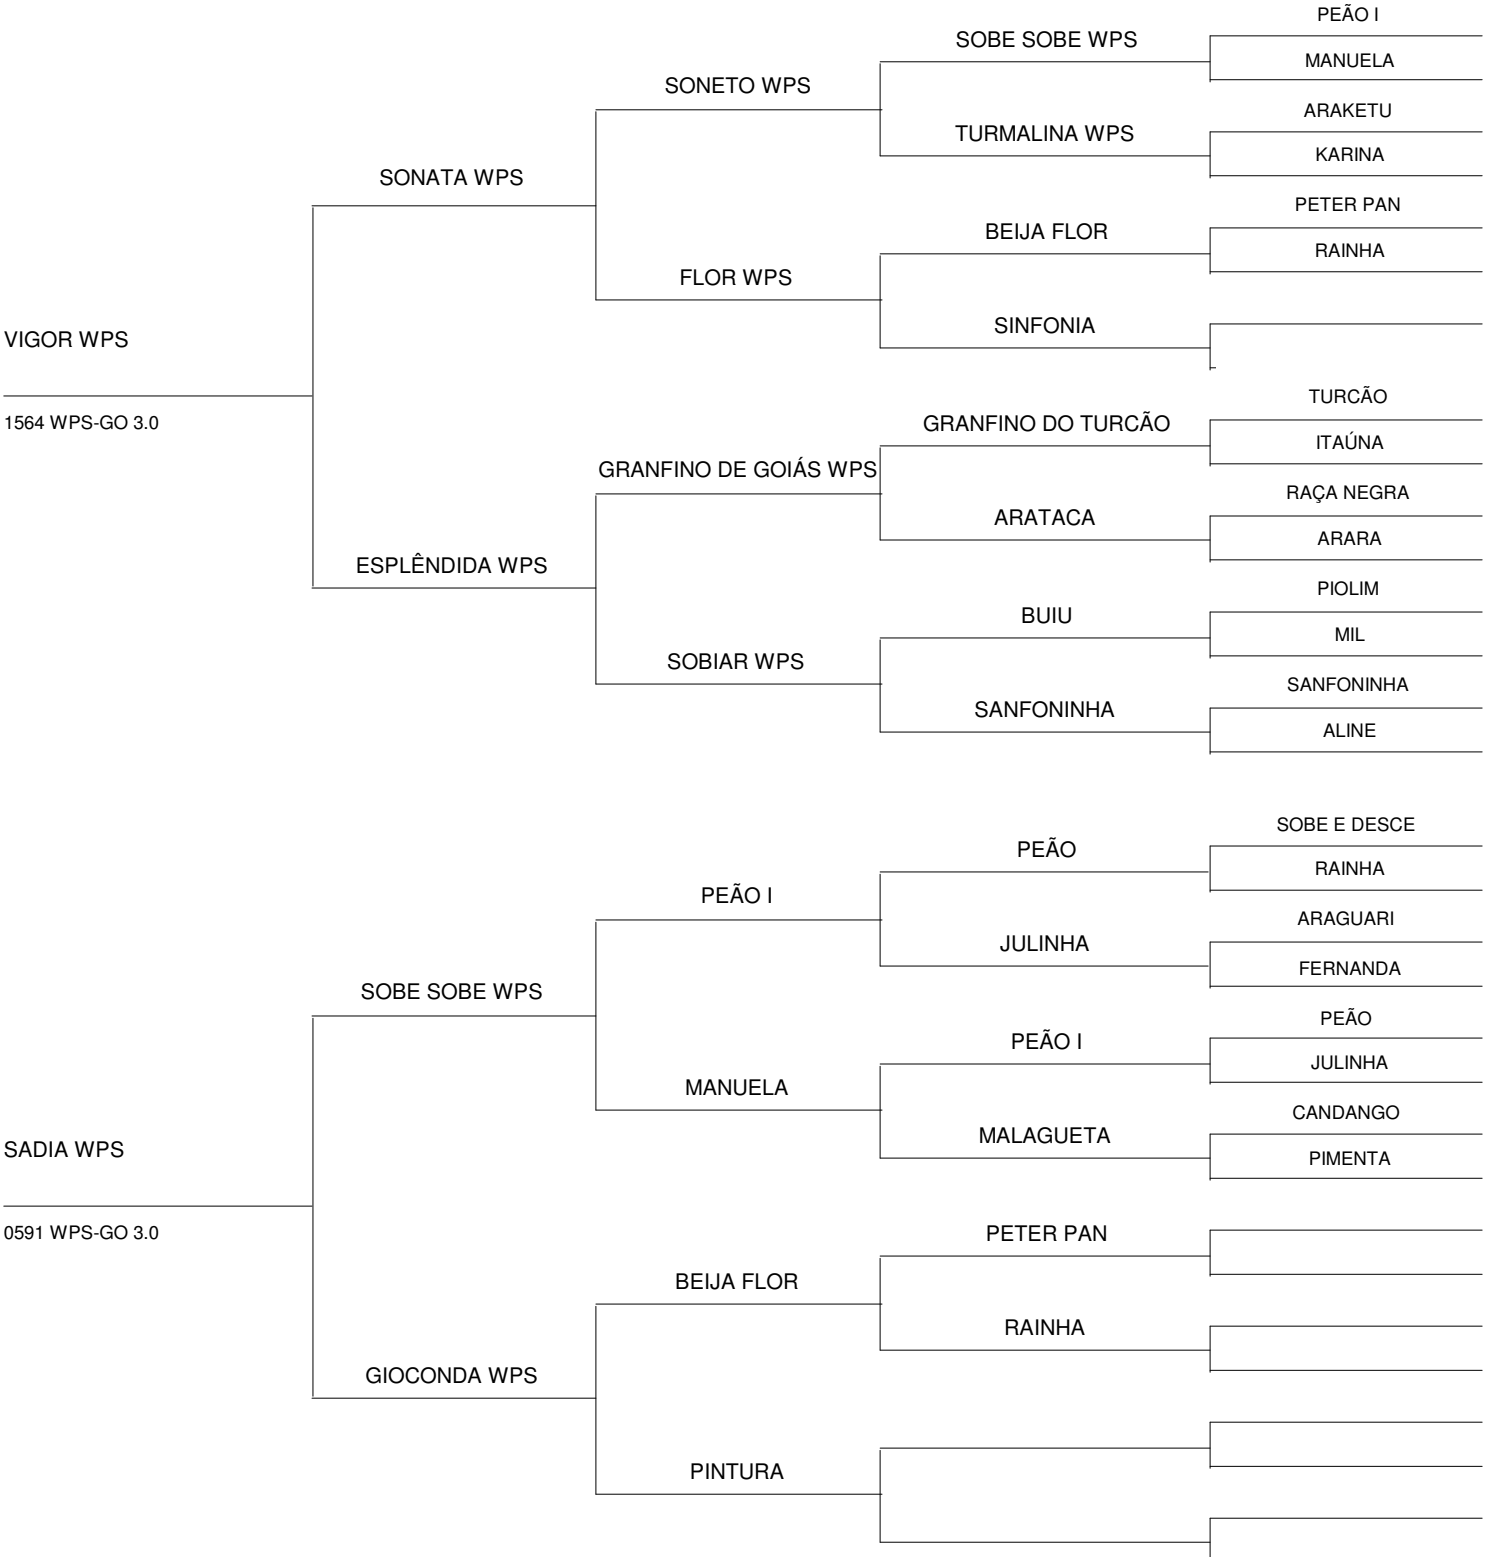 PEÃO I
SOBE SOBE WPS
MANUELA
SONETO WPS
ARAKETU
TURMALINA WPS
KARINA
SONATA WPS
PETER PAN
BEIJA FLOR
RAINHA
FLOR WPS
SINFONIA
VIGOR WPS
TURCÃO
1564 WPS-GO 3.0
GRANFINO DO TURCÃO
ITAÚNA
GRANFINO DE GOIÁS WPS
RAÇA NEGRA
ARATACA
ARARA
ESPLÊNDIDA WPS
PIOLIM
BUIU
MIL
SOBIAR WPS
SANFONINHA
SANFONINHA
ALINE
SOBE E DESCE
PEÃO
RAINHA
PEÃO I
ARAGUARI
JULINHA
FERNANDA
SOBE SOBE WPS
PEÃO
PEÃO I
JULINHA
MANUELA
CANDANGO
MALAGUETA
SADIA WPS
PIMENTA
0591 WPS-GO 3.0
PETER PAN
BEIJA FLOR
RAINHA
GIOCONDA WPS
PINTURA